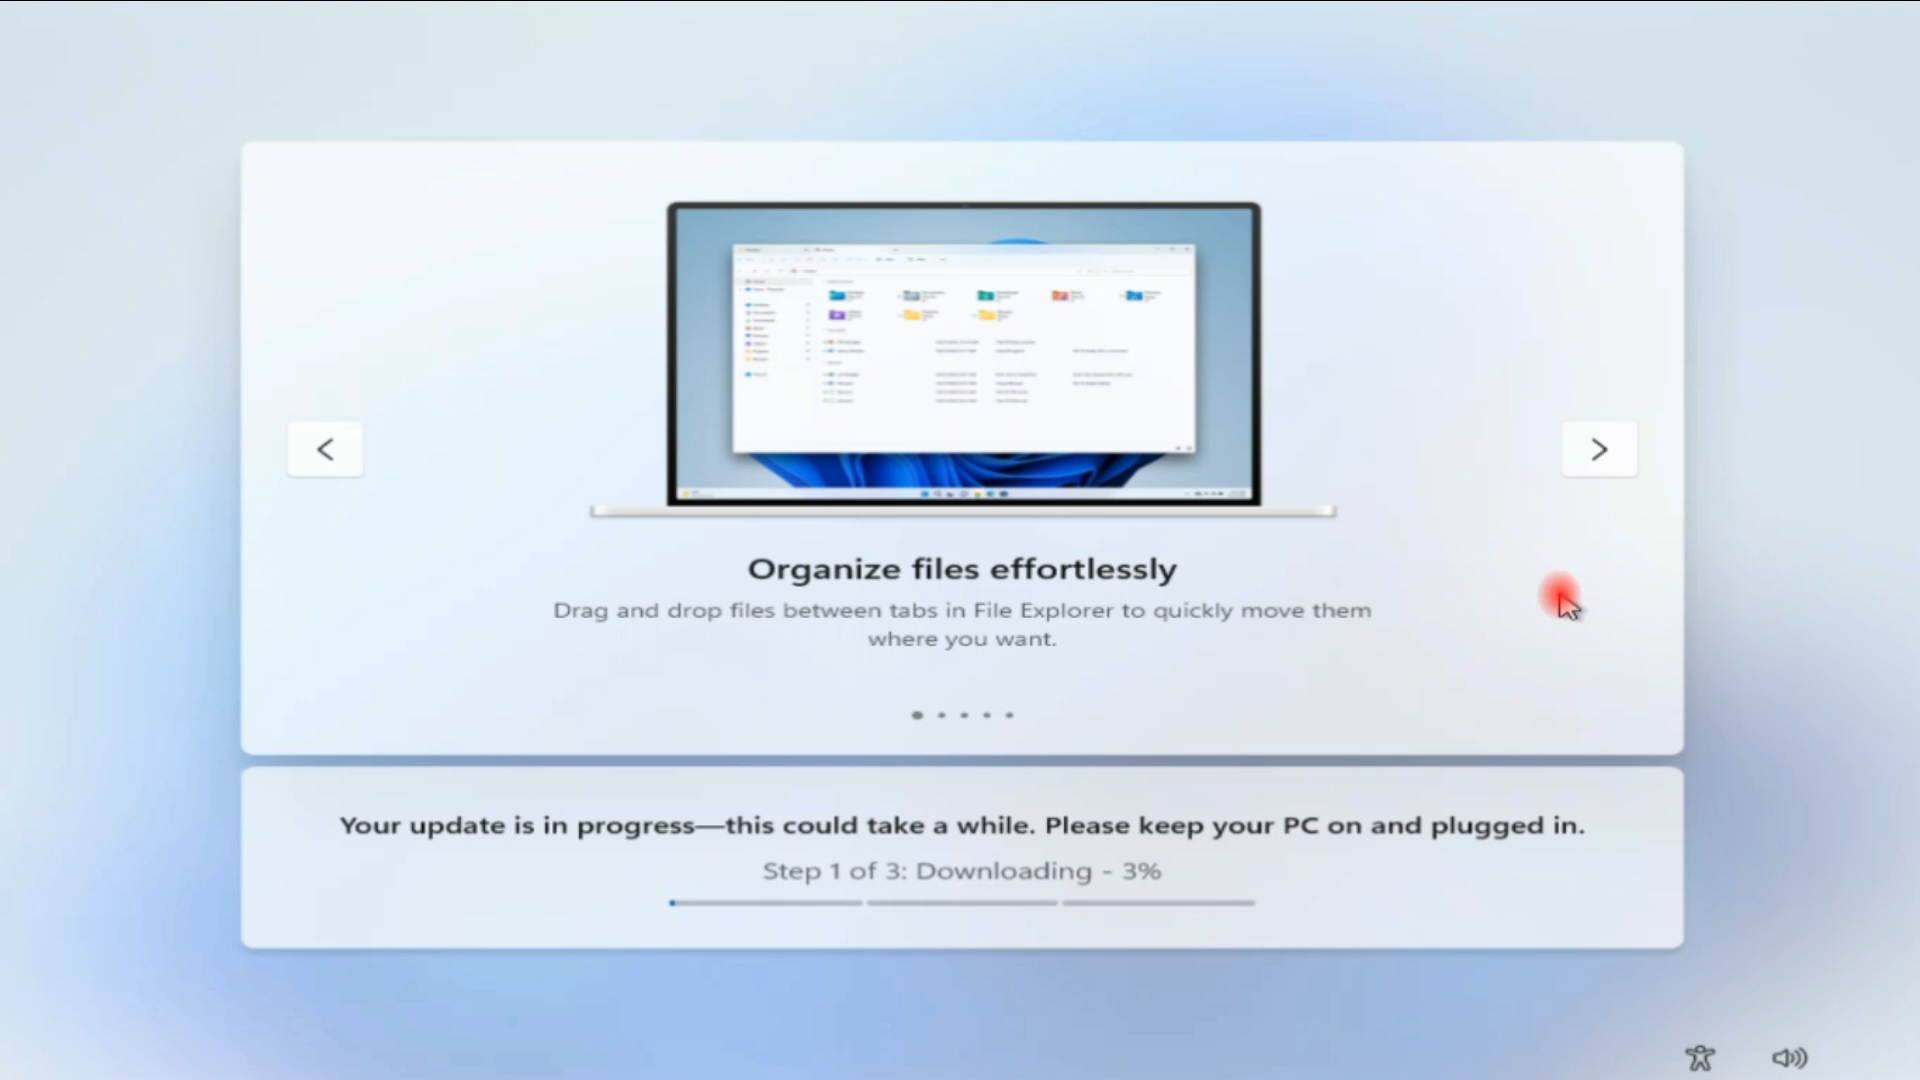 Organize files effortlessly
Drag and drop files between tabs in File Explorer to quickly move them
where you want.
Your update is in progress—this could take a while. Please keep your PC on and plugged in.
Step 1 of 3: Downloading - 3%